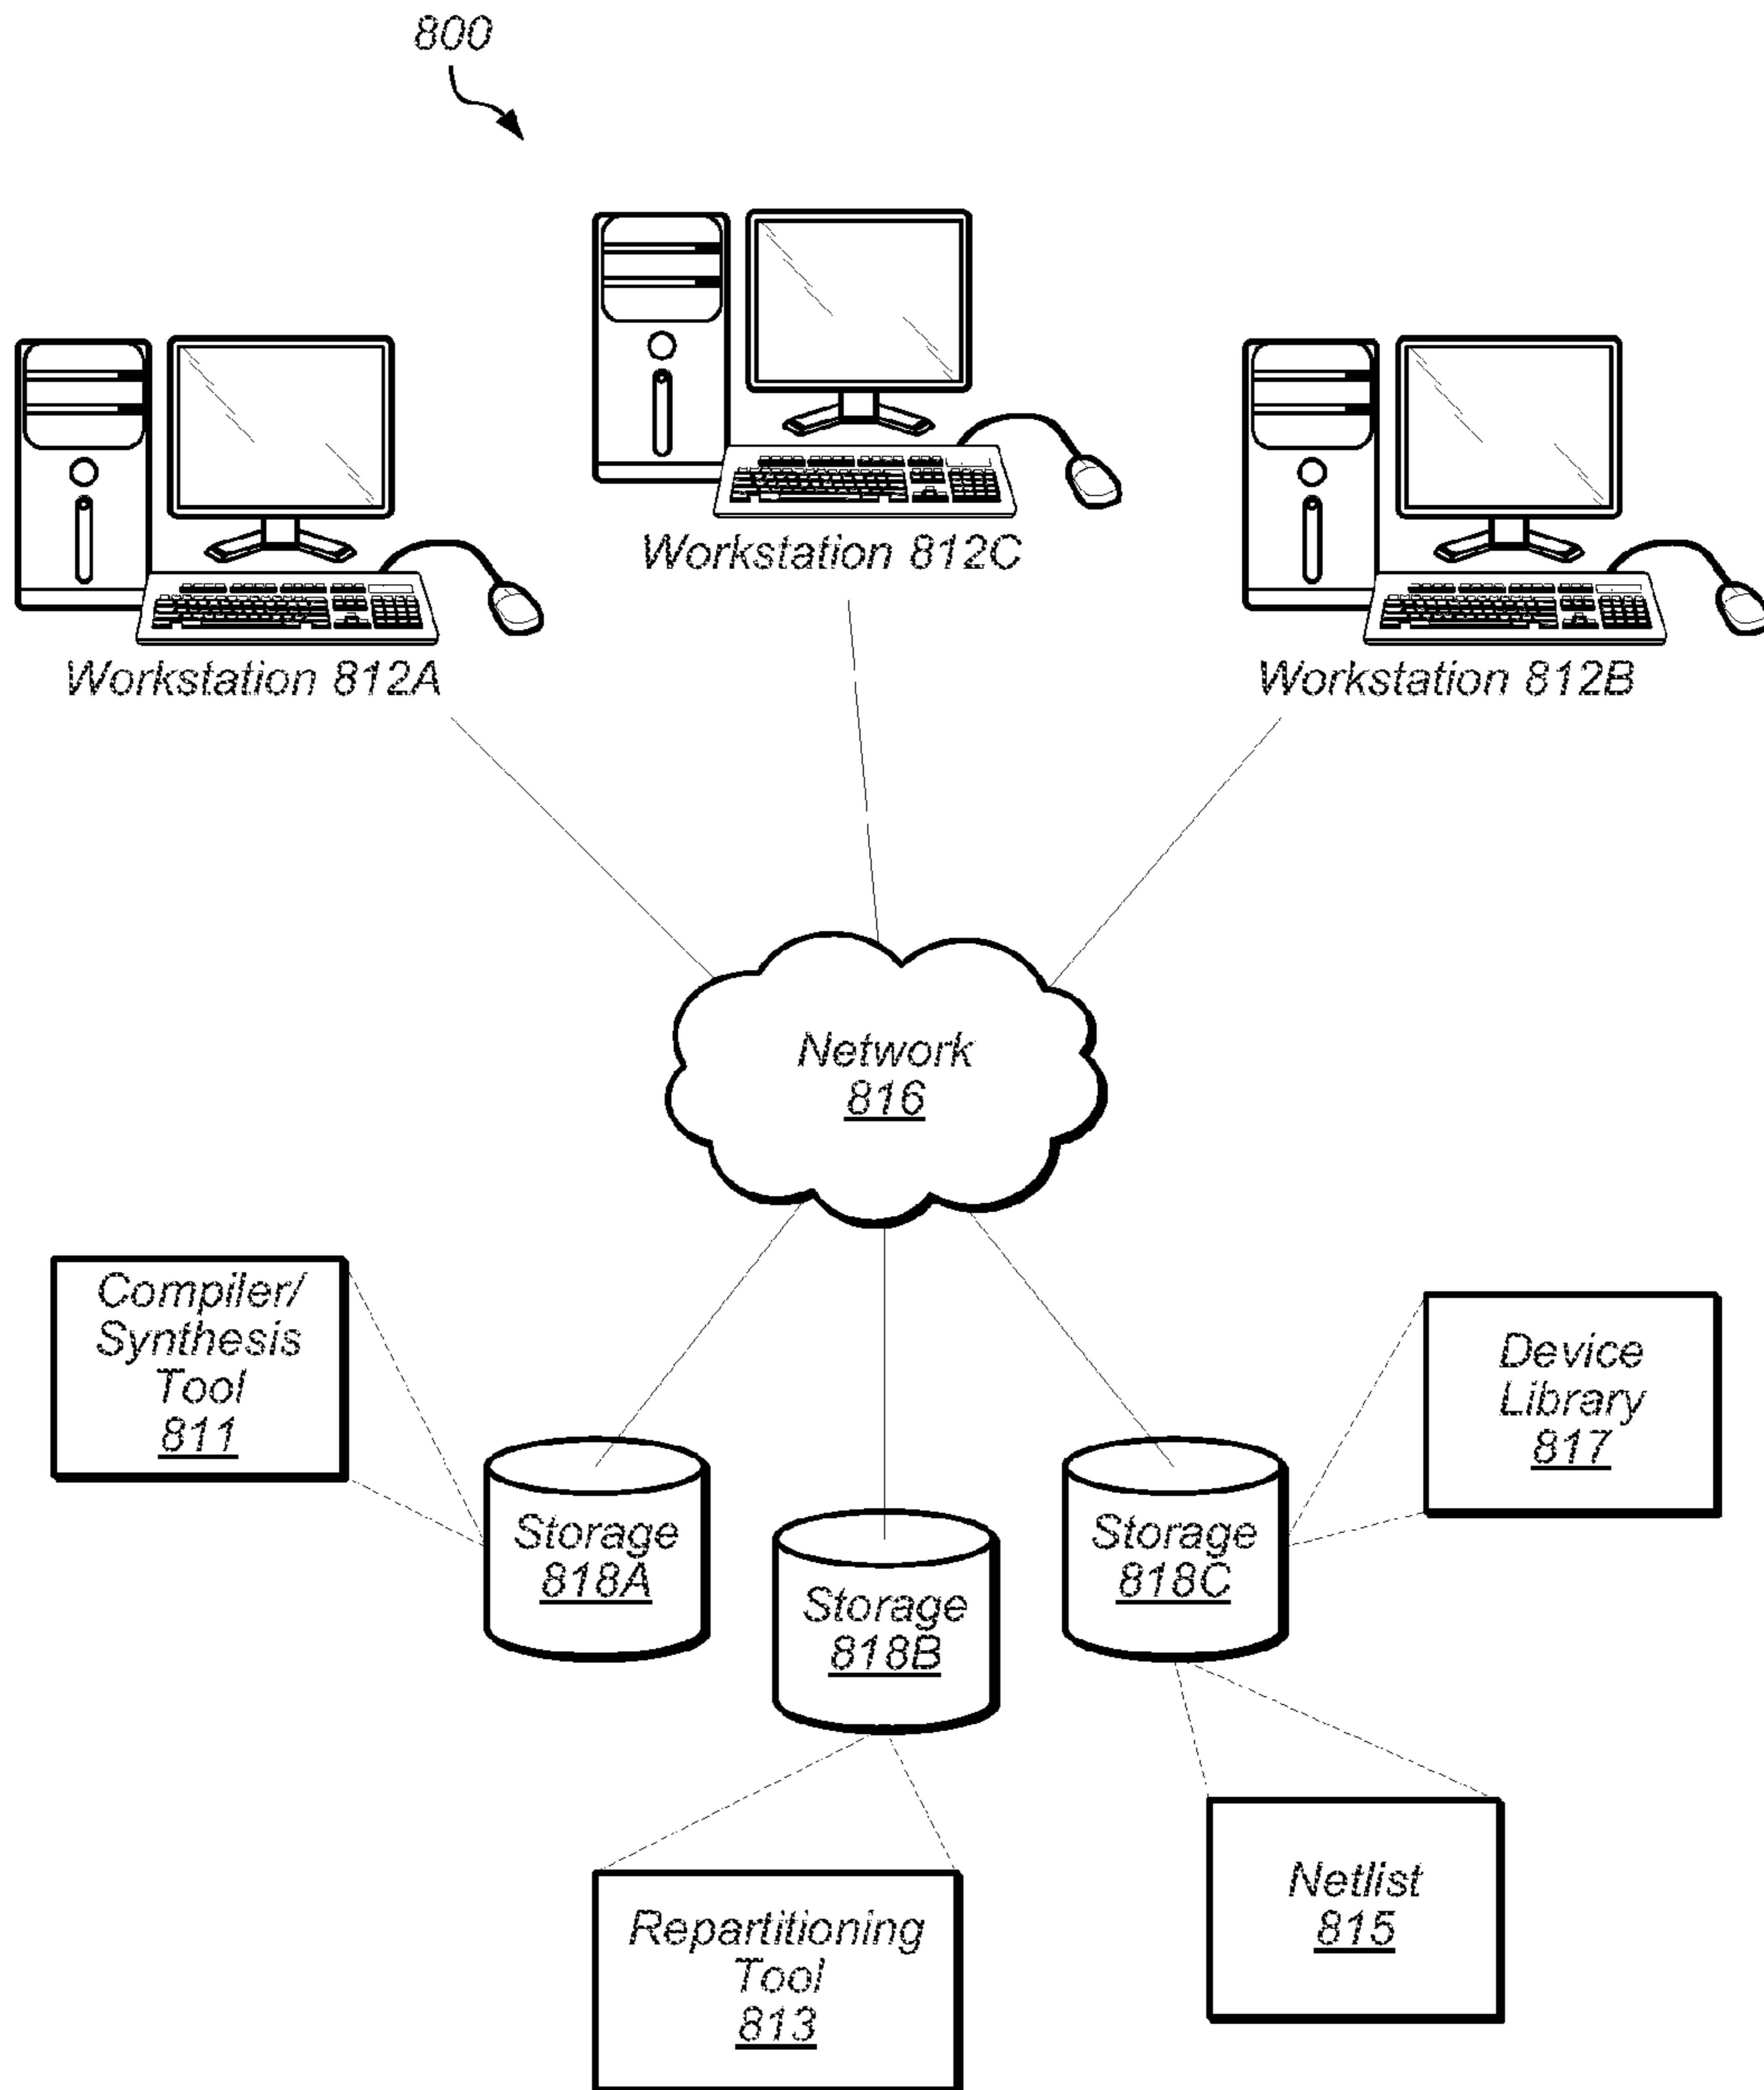 800
Workstation 812C
Workstation 812A
Workstation 812B
Network
816
Compiler/
Synthesis
Tool
811
Device
Library
817
Storage
818A
Storage
818B
Storage
818C
Repartitioning
Tool
813
Netlist
815